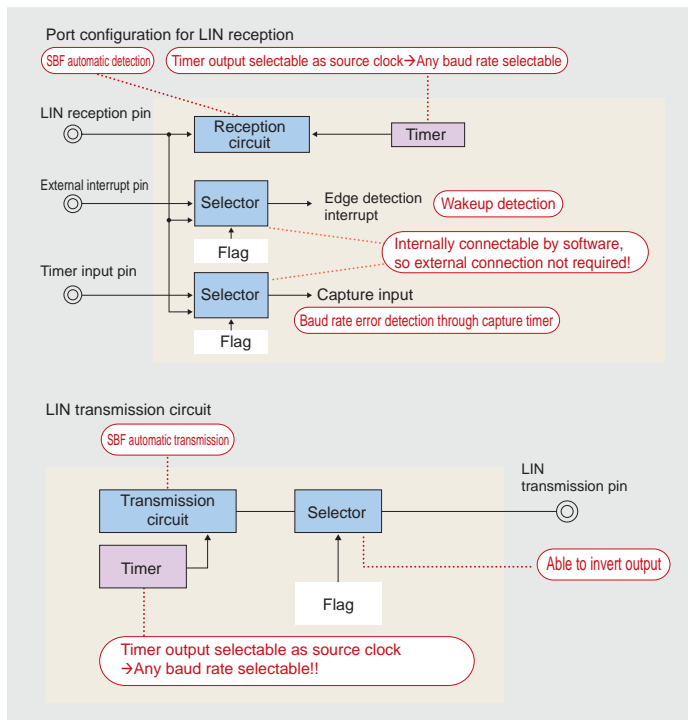 Port configuration for LIN reception
SBF automatic detection
Timer output selectable as source clock→Any baud rate selectable
LIN reception pin
Reception
circuit
Timer
External interrupt pin
Selector
Edge detection
interrupt
Wakeup detection
Flag
Internally connectable by software,
so external connection not required!
Timer input pin
Selector
Capture input
Baud rate error detection through capture timer
Flag
LIN transmission circuit
SBF automatic transmission
LIN
transmission pin
Transmission
circuit
Selector
Timer
Able to invert output
Flag
Timer output selectable as source clock
→Any baud rate selectable!!